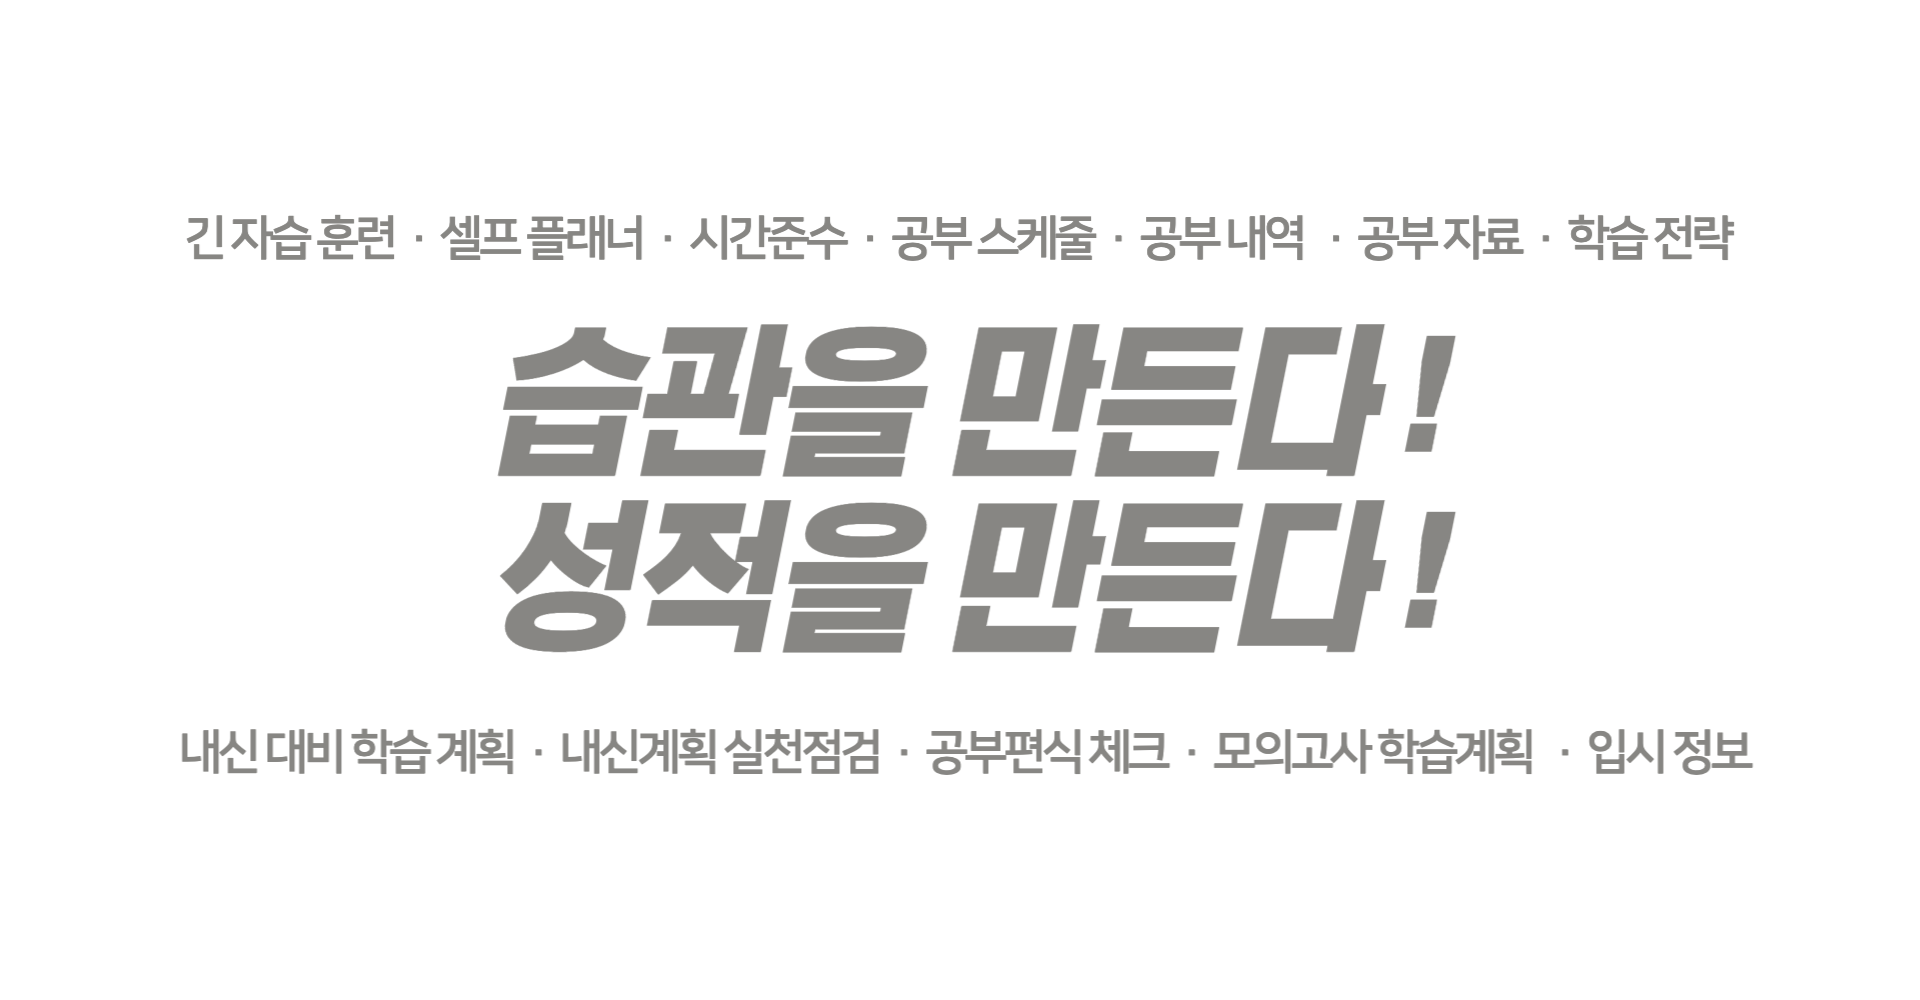 긴 자습 훈련 · 셀프 플래너 · 시간준수 · 공부 스케줄 · 공부 내역 · 공부 자료 · 학습 전략
습관을 만든다!
성적을 만든다!
내신 대비 학습 계획 · 내신계획 실천점검 · 공부편식 체크 · 모의고사 학습계획 · 입시 정보